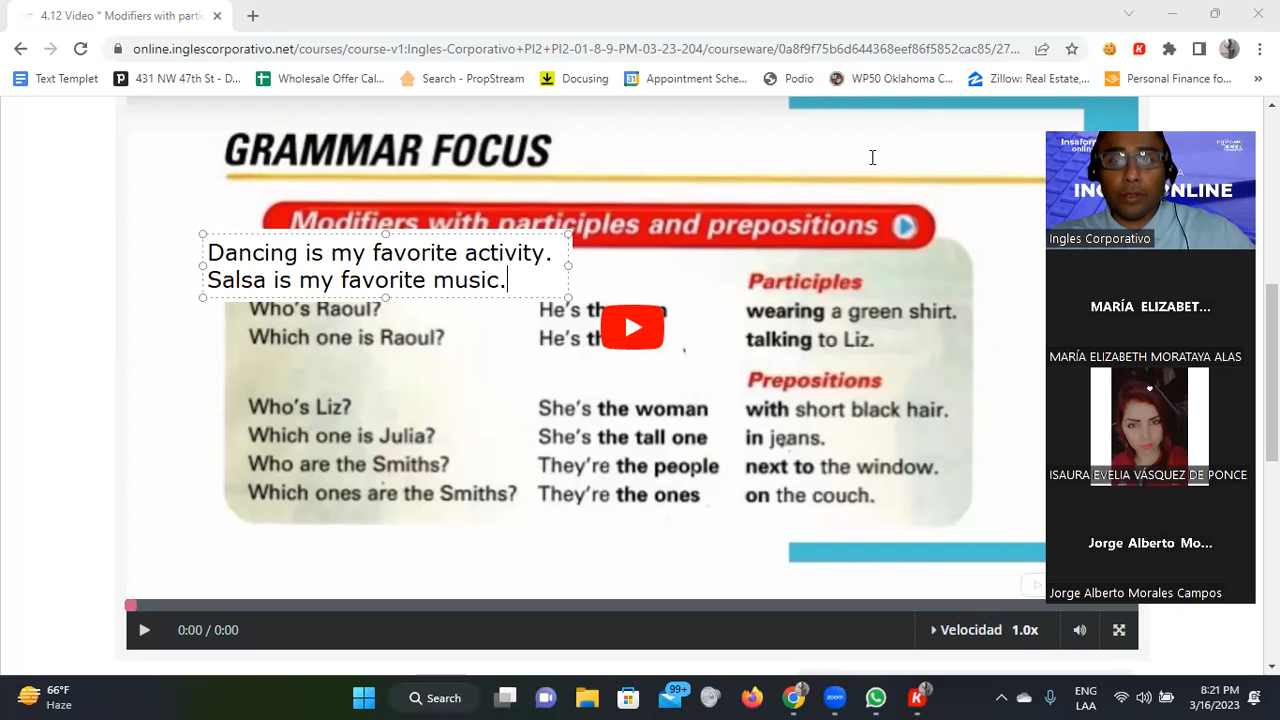 4.12 Video " Modifiers with parti
online.inglescorporativo.net/courses/course-v1:Ingles-Corporativo+PI2+PI2-01-8-9-PM-03-23-204/courseware/0a8f9f75b6d644368eef86f5852cac85/27...
Text Templet
431 NW 47th St - D...
Wholesale Offer Cal...
Search - PropStream
Docusing
Appointment Sche...
Podio
WP50 Oklahoma C...
Zillow: Real Estate,...
Personal Finance fo...
GRAMMAR FOCUS
Modifiers with participles and prepositions
Dancing is my favorite activity.
Salsa is my favorite music.
Participles
Who's Raoul? He's wearing a green shirt.
Which one is Raoul? He's talking to Liz.
Prepositions
Who's Liz? She's the woman with short black hair.
Which one is Julia? She's the tall one in jeans.
Who are the Smiths? They're the people next to the window.
Which ones are the Smiths? They're the ones on the couch.
0:00 / 0:00
Velocidad 1.0x
INGLES ONLINE
Ingles Corporativo
MARÍA ELIZABET...
MARÍA ELIZABETH MORATAYA ALAS
ISAURA EVELIA VÁSQUEZ DE PONCE
Jorge Alberto Mo...
Jorge Alberto Morales Campos
66°F
Haze
Search
99+
ENG
LAA
8:21 PM
3/16/2023